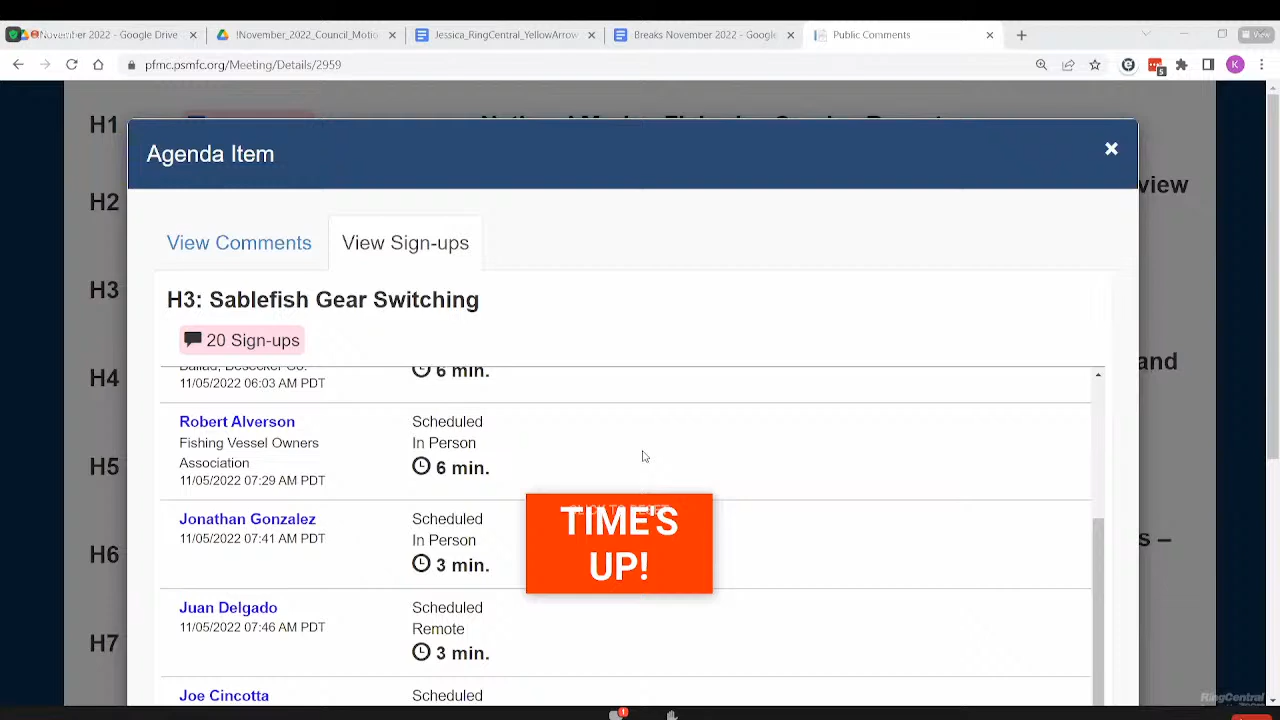 November 2022 - Google Drive
!November_2022_Council_Motio
Jessica_RingCentral_YellowArrow
Breaks November 2022 - Google
Public Comments
View
pfmc.psmfc.org/Meeting/Details/2959
5
K
H1
Agenda Item
view
H2
View Comments
View Sign-ups
H3
H3: Sablefish Gear Switching
20 Sign-ups
and
H4
6 min.
11/05/2022 06:03 AM PDT
Robert Alverson
Scheduled
Fishing Vessel Owners
In Person
Association
H5
6 min.
11/05/2022 07:29 AM PDT
TIME'S
UP!
Jonathan Gonzalez
Scheduled
11/05/2022 07:41 AM PDT
In Person
s –
H6
3 min.
Juan Delgado
Scheduled
11/05/2022 07:46 AM PDT
Remote
H7
3 min.
Joe Cincotta
Scheduled
RingCentral
1